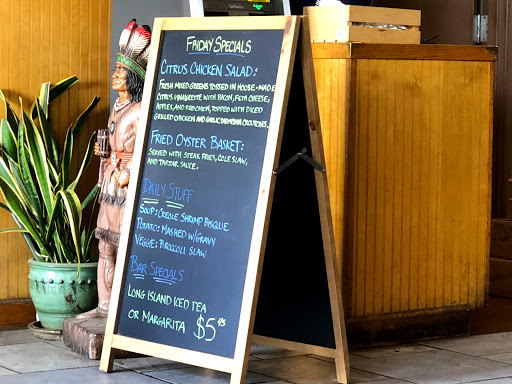 Friday Specials
Citrus Chicken Salad:
Fresh mixed greens tossed in house-made
citrus vinaigrette with bacon, feta cheese,
apples, and red onion, topped with diced
grilled chicken and garlic parmesan croutons.
Fried Oyster Basket:
Served with steak fries, cole slaw,
and tartar sauce.
Daily Stuff
Soup: Creole Shrimp Bisque
Potato: Mashed w/Gravy
Veggie: Broccoli Slaw
Bar Specials
Long Island Iced Tea
or Margarita $5.95